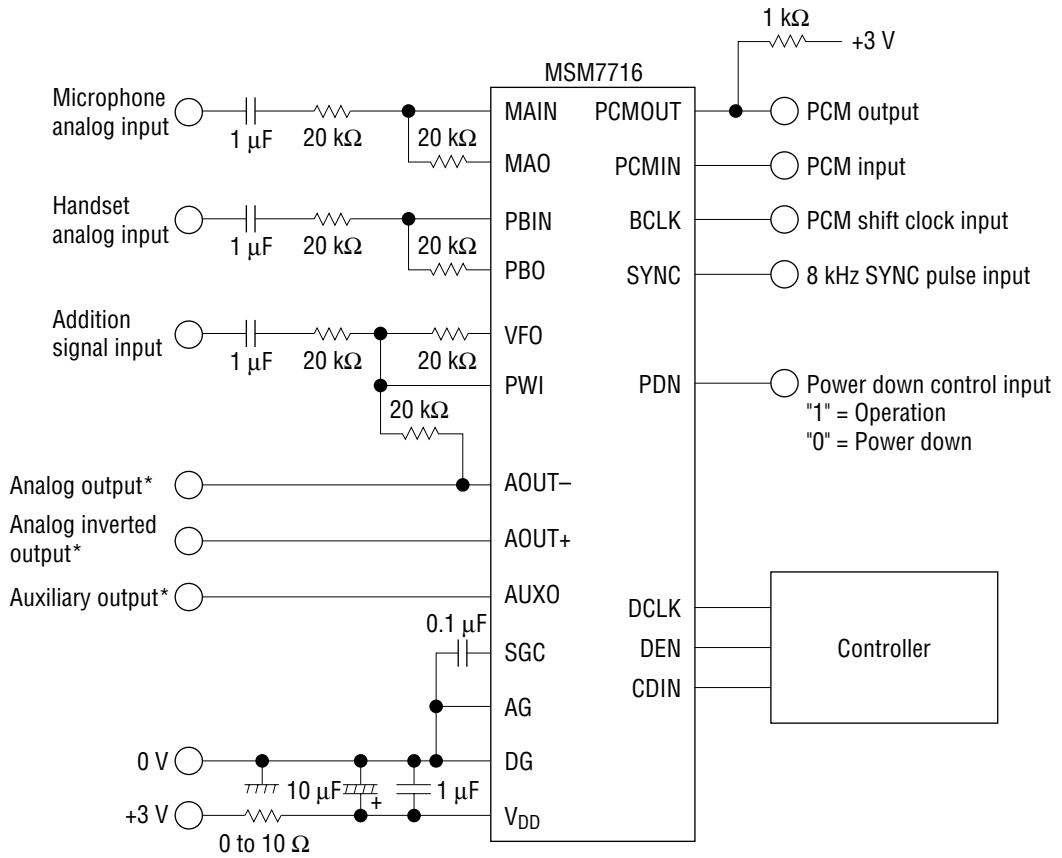 1 kΩ
+3 V
MSM7716
Microphone
analog input
1 μF
20 kΩ
20 kΩ
MAIN
MAO
PCMOUT
PCM output
PCMIN
PCM input
Handset
analog input
1 μF
20 kΩ
20 kΩ
PBIN
PBO
BCLK
PCM shift clock input
SYNC
8 kHz SYNC pulse input
Addition
signal input
1 μF
20 kΩ
20 kΩ
VFO
PWI
20 kΩ
PDN
Power down control input
"1" = Operation
"0" = Power down
Analog output*
AOUT–
Analog inverted
output*
AOUT+
Auxiliary output*
AUXO
DCLK
DEN
CDIN
Controller
0.1 μF
SGC
AG
0 V
10 μF
+
1 μF
DG
+3 V
0 to 10 Ω
VDD